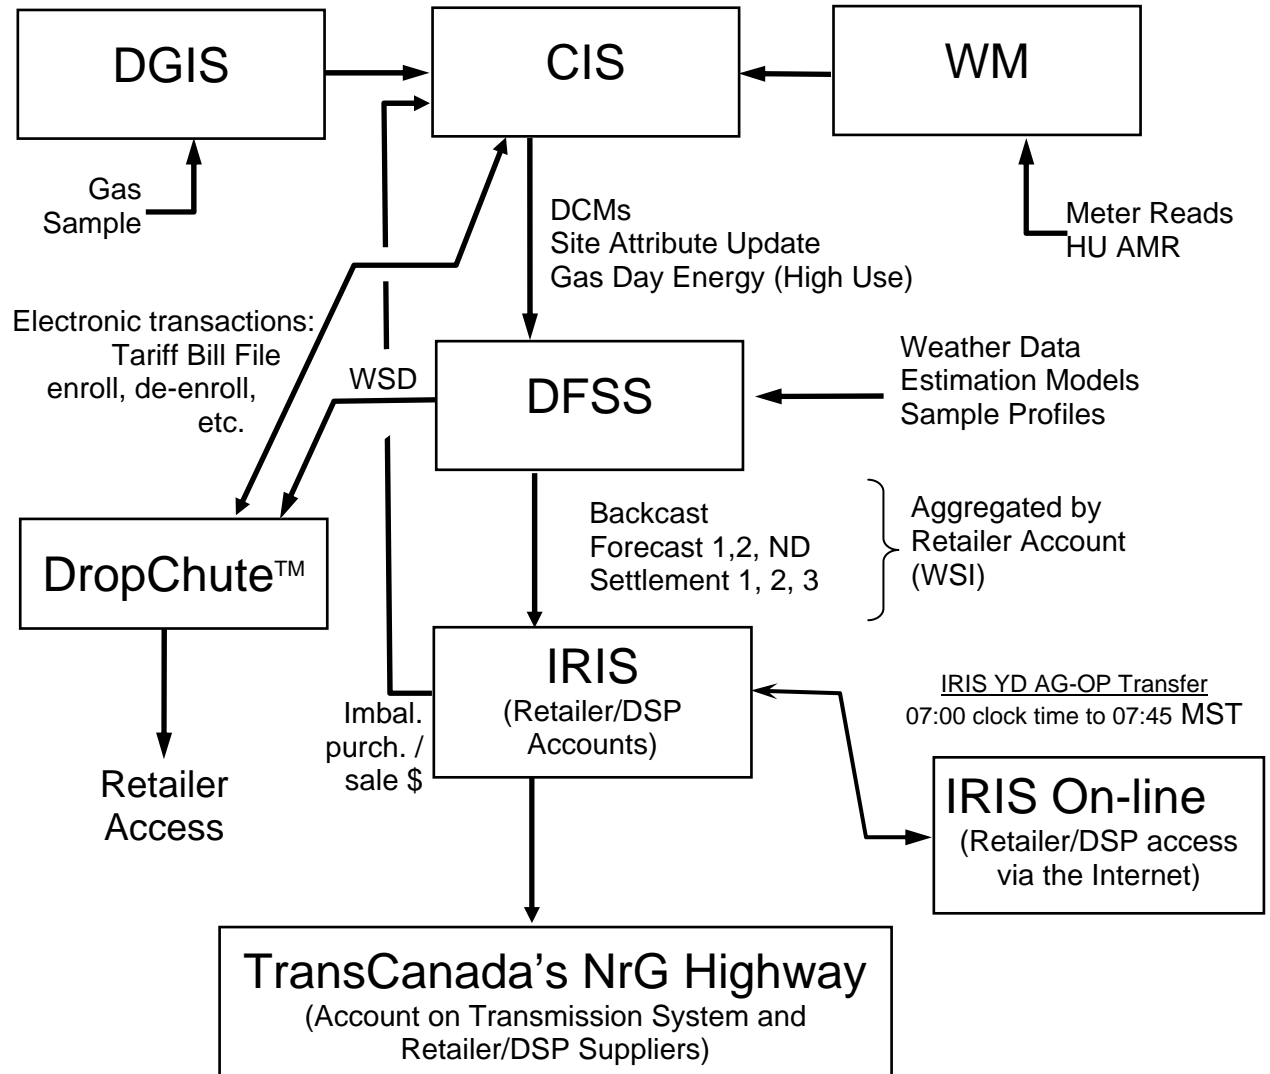 DGIS
CIS
WM
Gas
Sample
DCMs
Site Attribute Update
Gas Day Energy (High Use)
Meter Reads
HU AMR
Electronic transactions:
Tariff Bill File
enroll, de-enroll,
etc.
WSD
DFSS
Weather Data
Estimation Models
Sample Profiles
DropChute™
Backcast
Forecast 1,2, ND
Settlement 1, 2, 3
Aggregated by
Retailer Account
(WSI)
Retailer
Access
Imbal.
purch. /
sale $
IRIS
(Retailer/DSP
Accounts)
IRIS YD AG-OP Transfer
07:00 clock time to 07:45 MST
IRIS On-line
(Retailer/DSP access
via the Internet)
TransCanada's NrG Highway
(Account on Transmission System and
Retailer/DSP Suppliers)